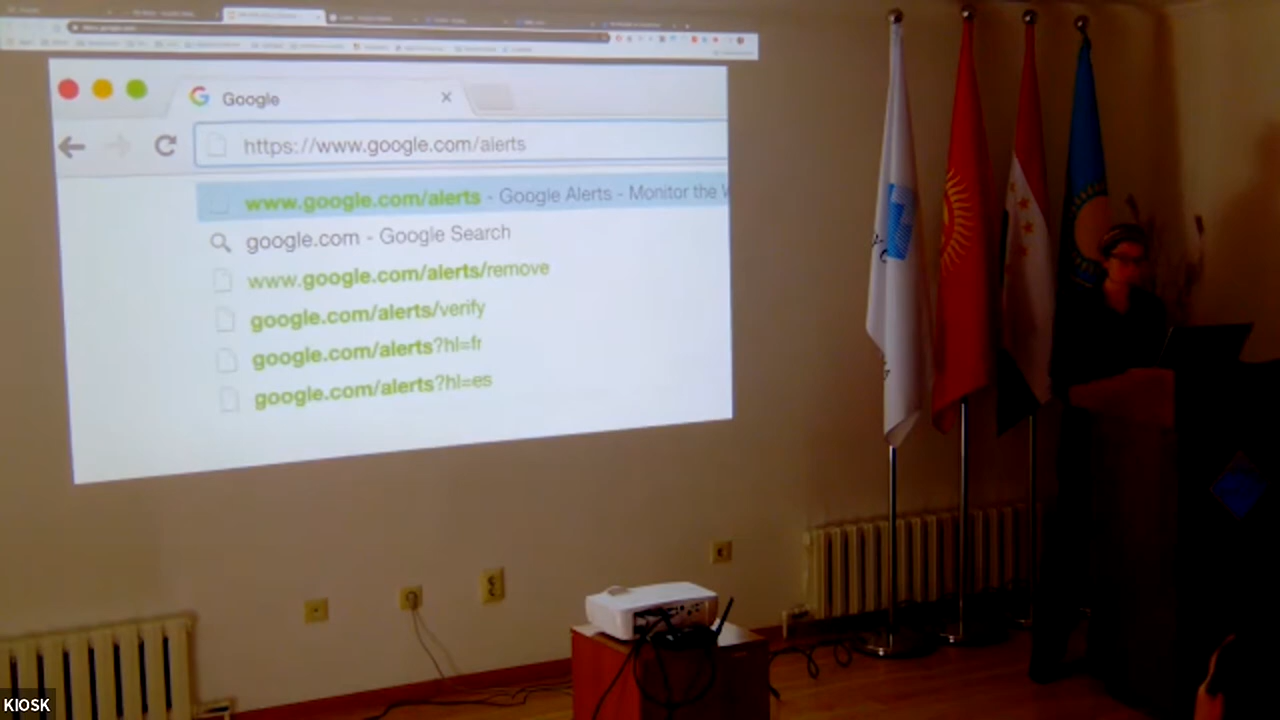 Google
https://www.google.com/alerts
www.google.com/alerts - Google Alerts - Monitor the W
google.com - Google Search
www.google.com/alerts/remove
google.com/alerts/verify
google.com/alerts?hl=fr
google.com/alerts?hl=es
KIOSK